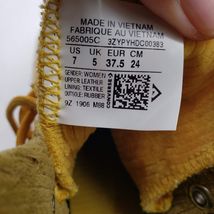 MADE IN VIETNAM
FABRIQUE AU VIETNAM
565005C 3ZYPYHDC00383
US UK EUR CM
7 5 37.5 24
GENDER: WOMEN
UPPER: LEATHER
LINING: TEXTILE
OUTSOLE: RUBBER
9Z 1906 M88
CONVERSE